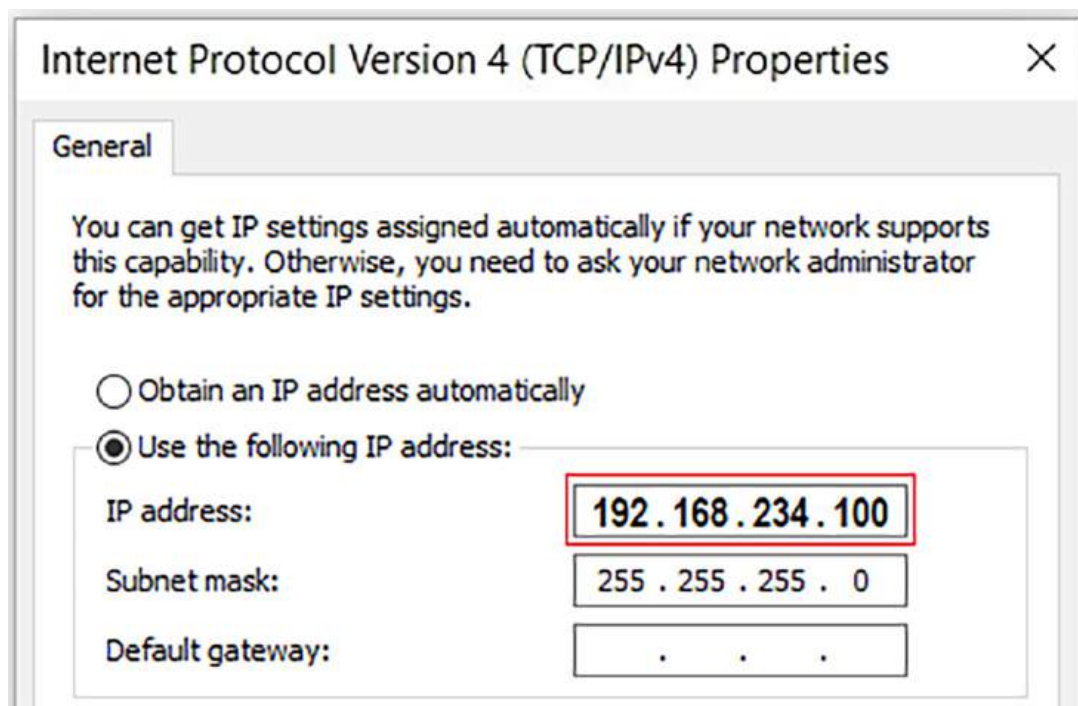 Internet Protocol Version 4 (TCP/IPv4) Properties
General
You can get IP settings assigned automatically if your network supports
this capability. Otherwise, you need to ask your network administrator
for the appropriate IP settings.
Obtain an IP address automatically
Use the following IP address:
IP address: 192 . 168 . 234 . 100
Subnet mask: 255 . 255 . 255 . 0
Default gateway: . . .